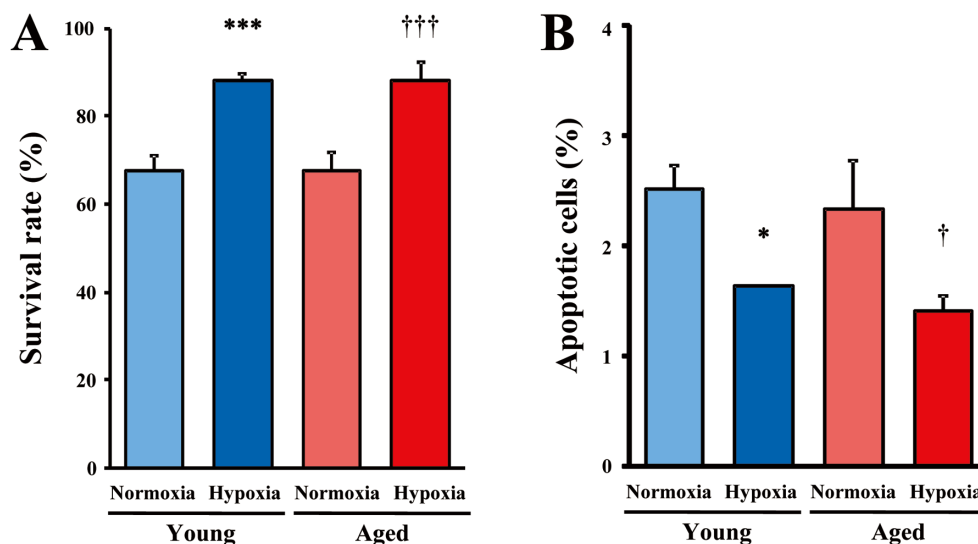 A
Survival rate (%)
100
80
60
40
20
0
***
†††
Normoxia Hypoxia Normoxia Hypoxia
Young Aged
B
Apoptotic cells (%)
4
3
2
1
0
*
†
Normoxia Hypoxia Normoxia Hypoxia
Young Aged